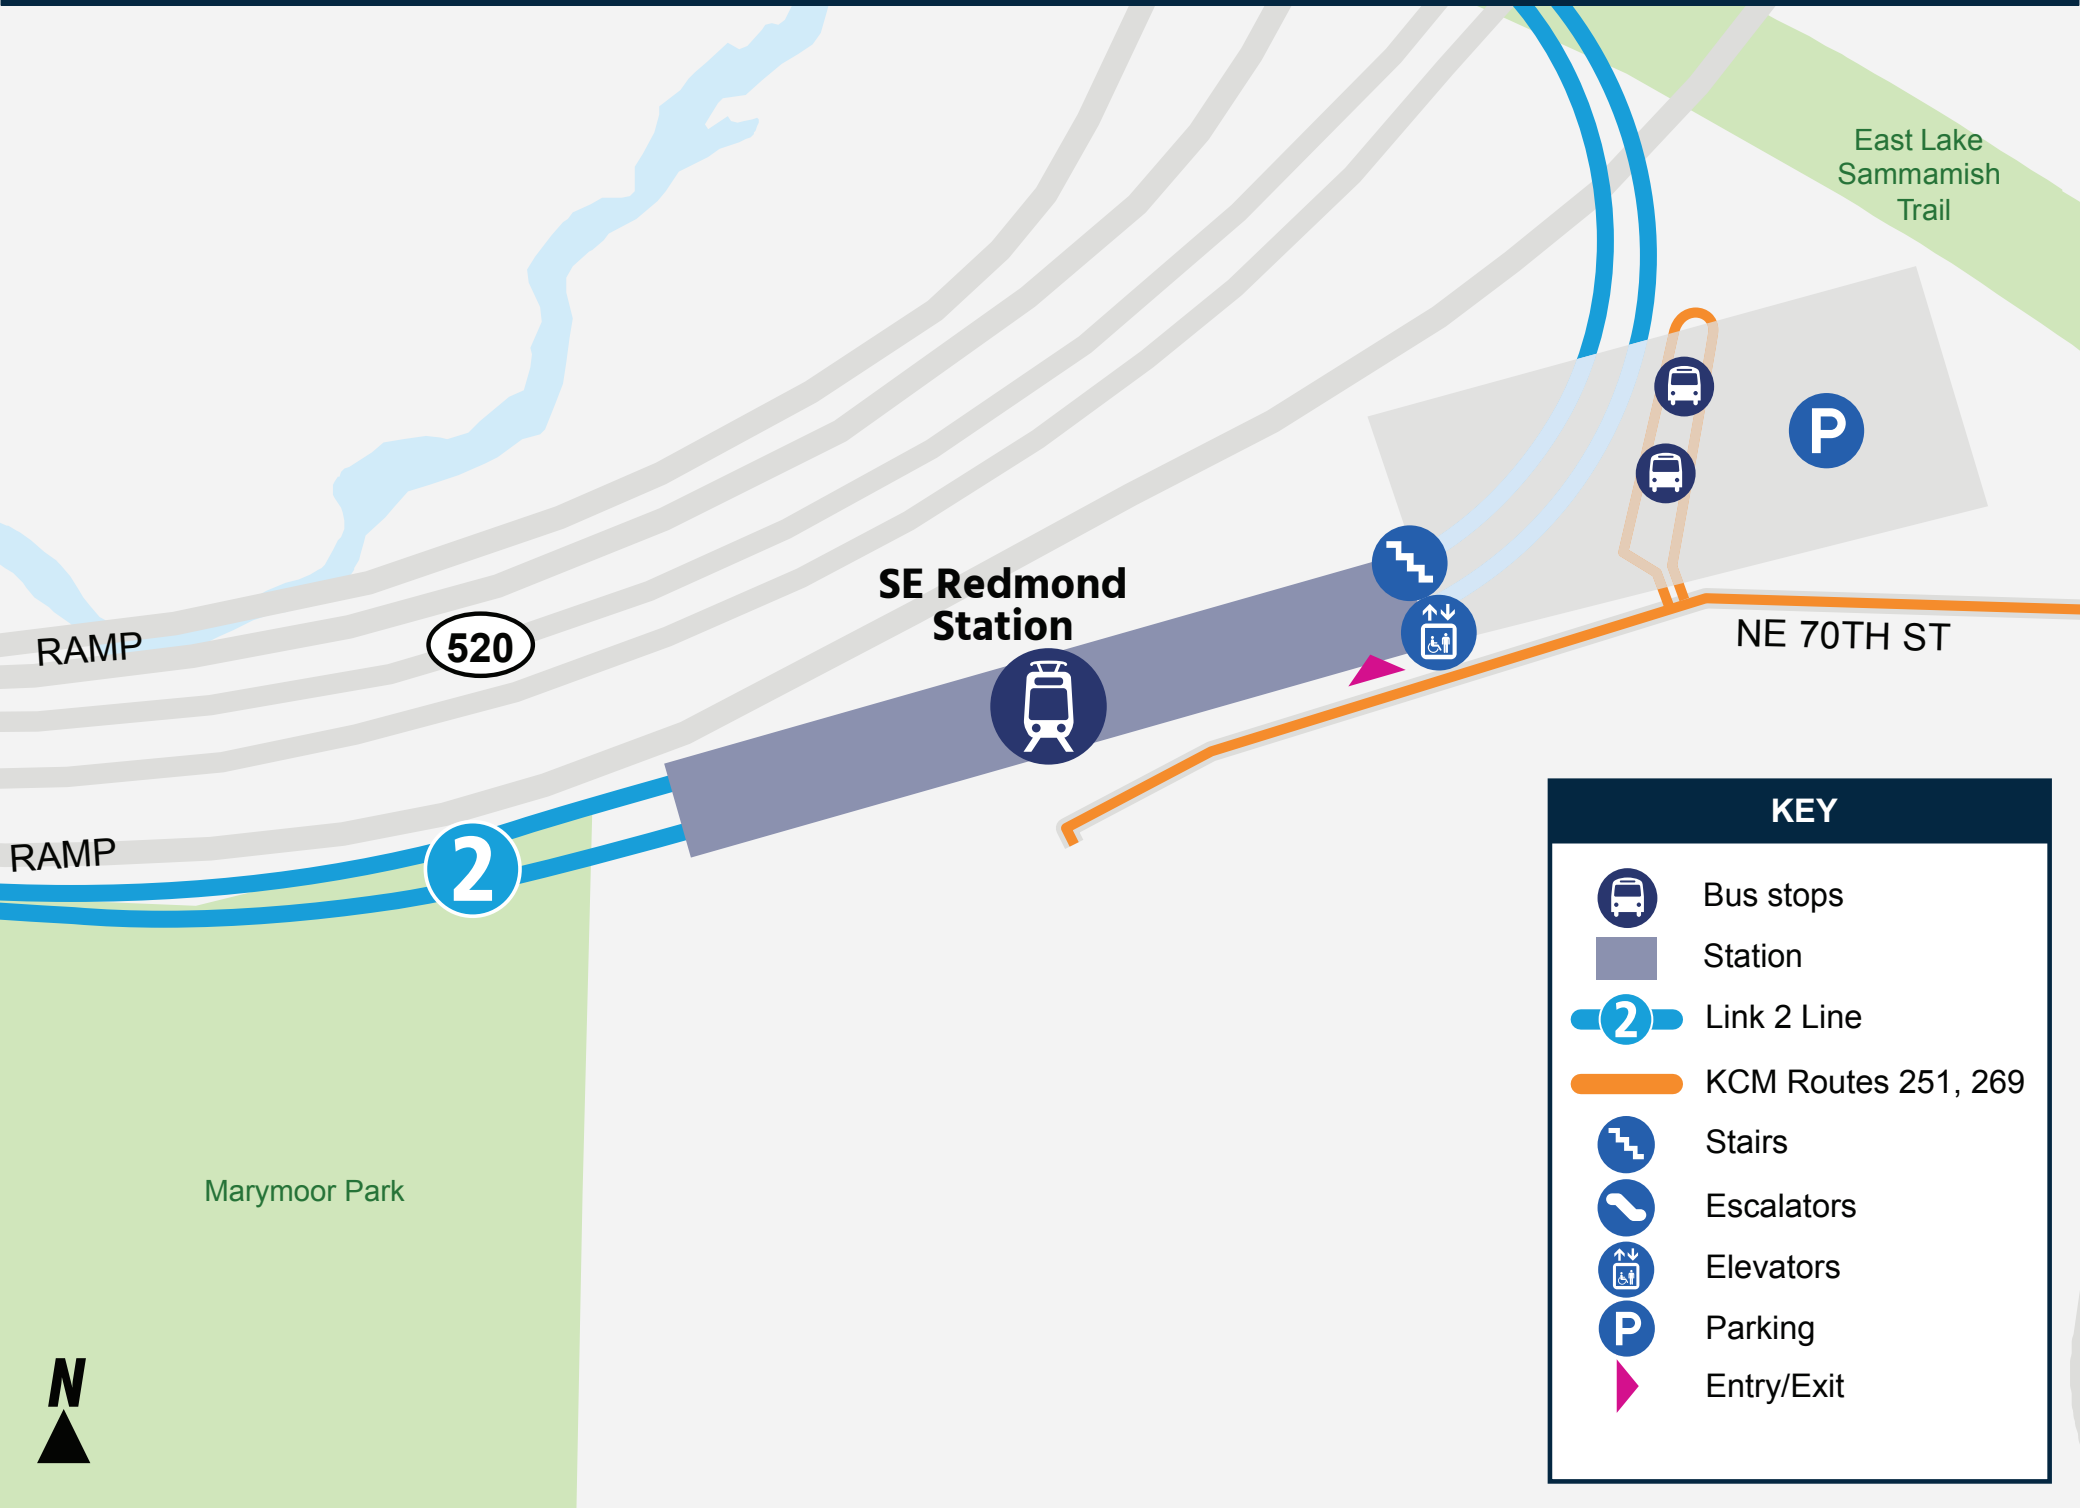 East Lake
Sammamish
Trail
P
SE Redmond
Station
RAMP
520
NE 70TH ST
RAMP
2
KEY
Bus stops
Station
2 Link 2 Line
KCM Routes 251, 269
Stairs
Escalators
Elevators
P Parking
Entry/Exit
Marymoor Park
N